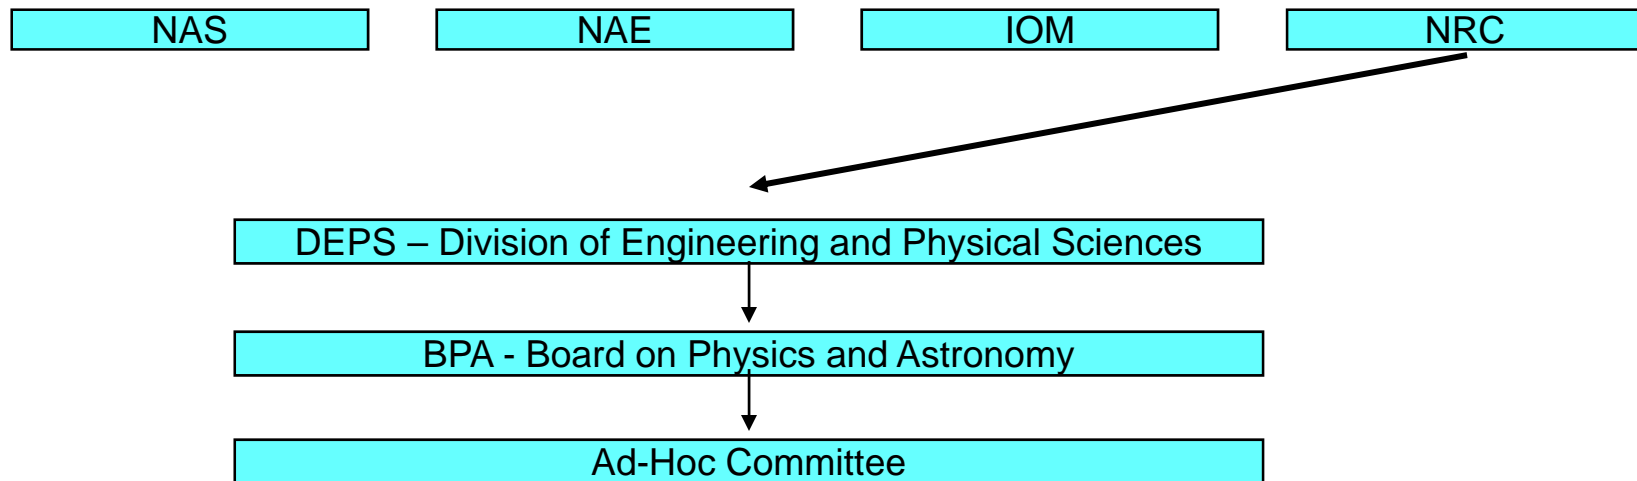 NAS NAE IOM NRC
DEPS – Division of Engineering and Physical Sciences
BPA - Board on Physics and Astronomy
Ad-Hoc Committee